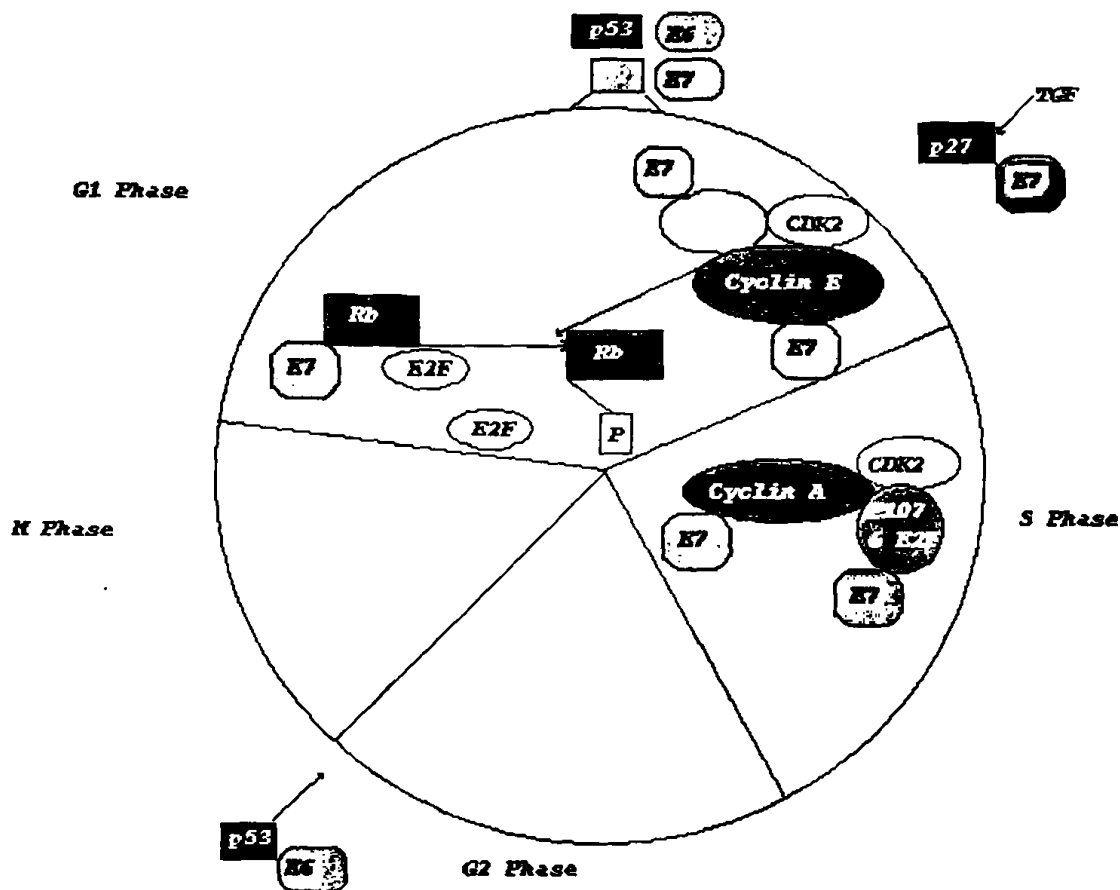 p53 E6
E7
TGF
p27
E7
G1 Phase
E7
CDK2
Cyclin E
Rb
Rb
E7
E2F
E7
E2F
P
CDK2
Cyclin A
E7
& E2F
E7
S Phase
M Phase
p53
E6
G2 Phase